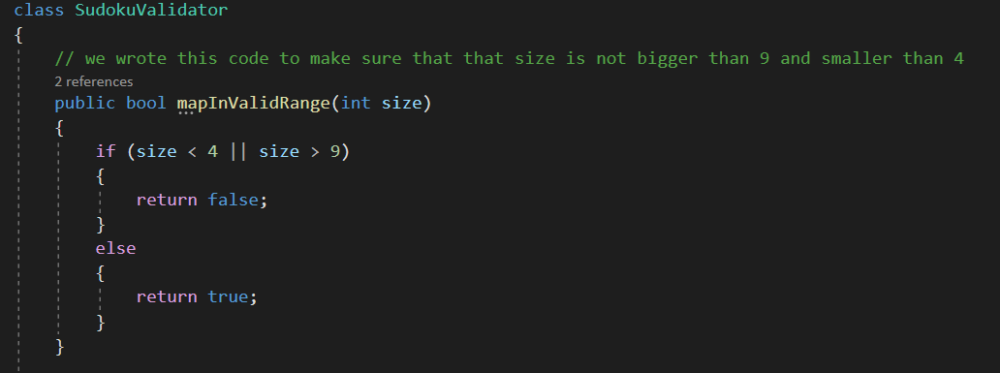 class SudokuValidator
{
// we wrote this code to make sure that that size is not bigger than 9 and smaller than 4
2 references
public bool mapInValidRange(int size)
{
if (size < 4 || size > 9)
{
return false;
}
else
{
return true;
}
}